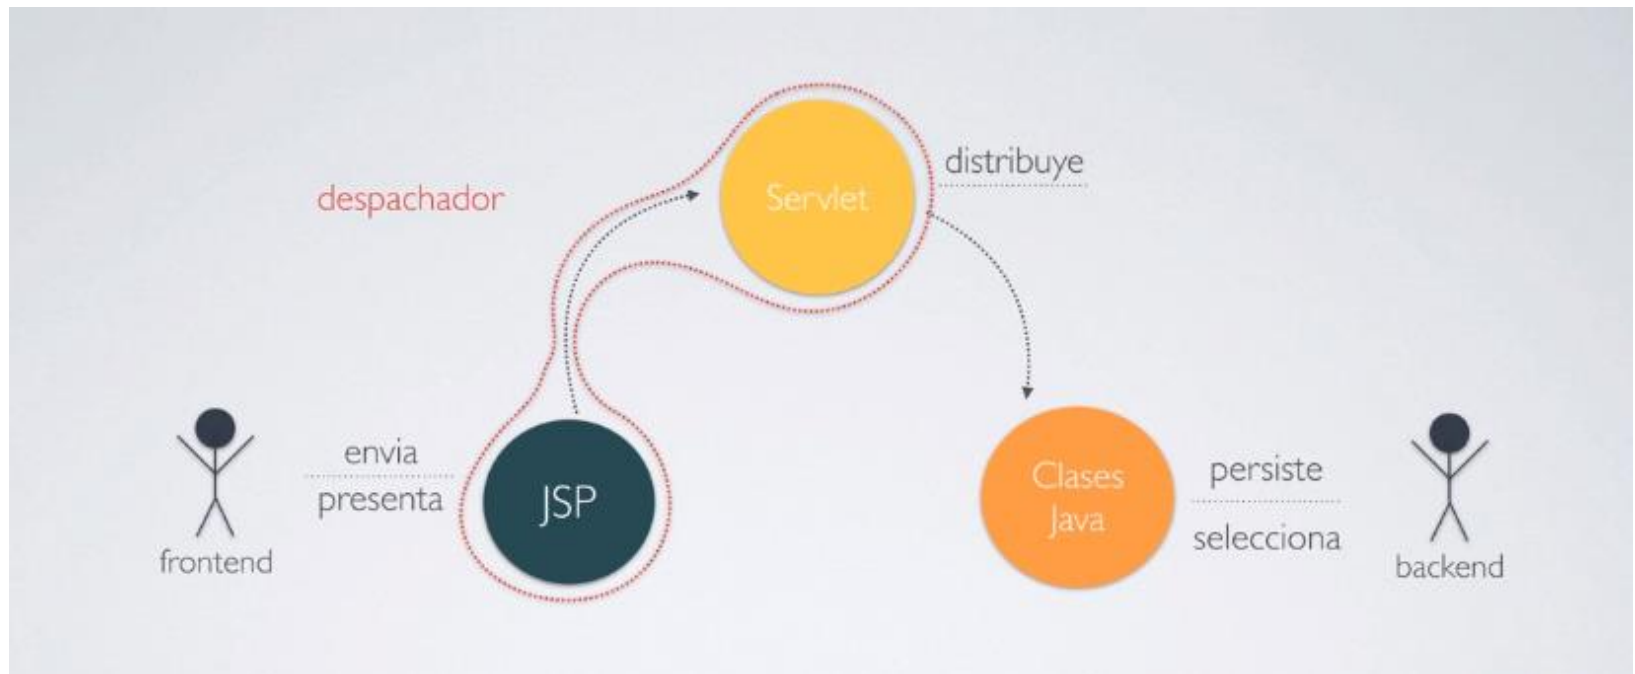 despachador
Servlet
distribuye
envia
presenta
JSP
frontend
Clases
Java
persiste
selecciona
backend